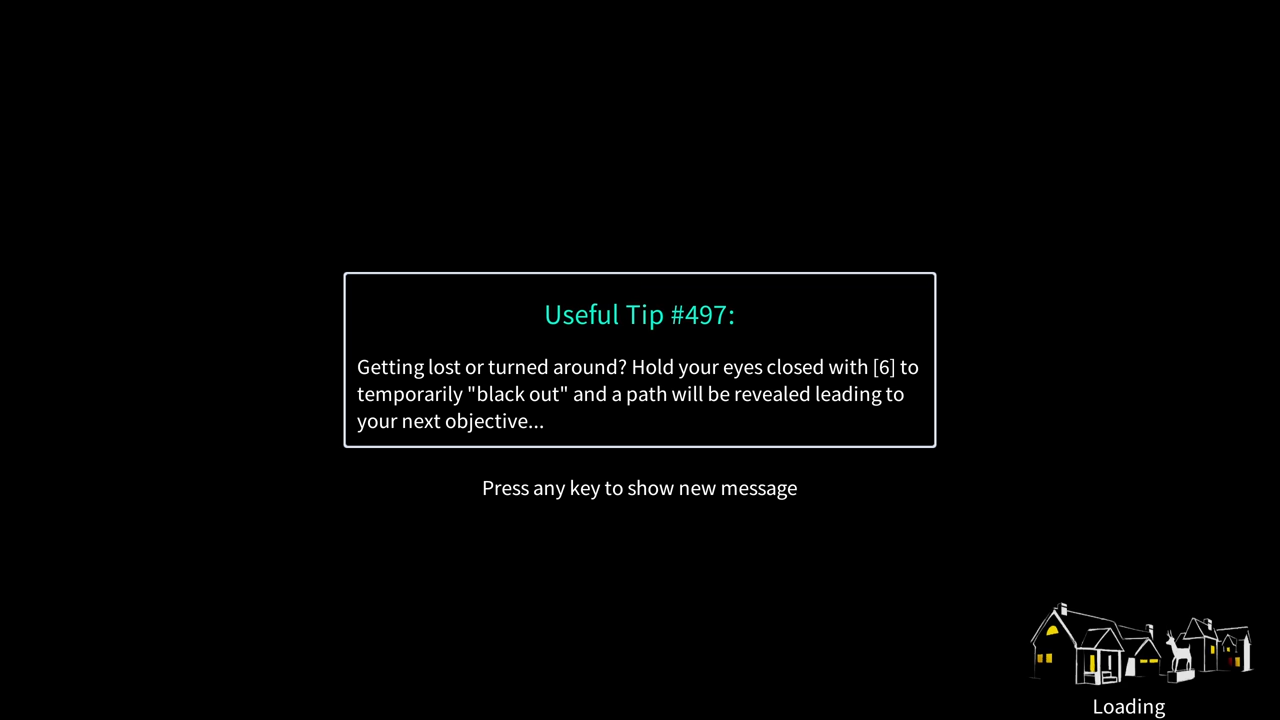 Useful Tip #497:
Getting lost or turned around? Hold your eyes closed with [6] to
temporarily "black out" and a path will be revealed leading to
your next objective...
Press any key to show new message
Loading